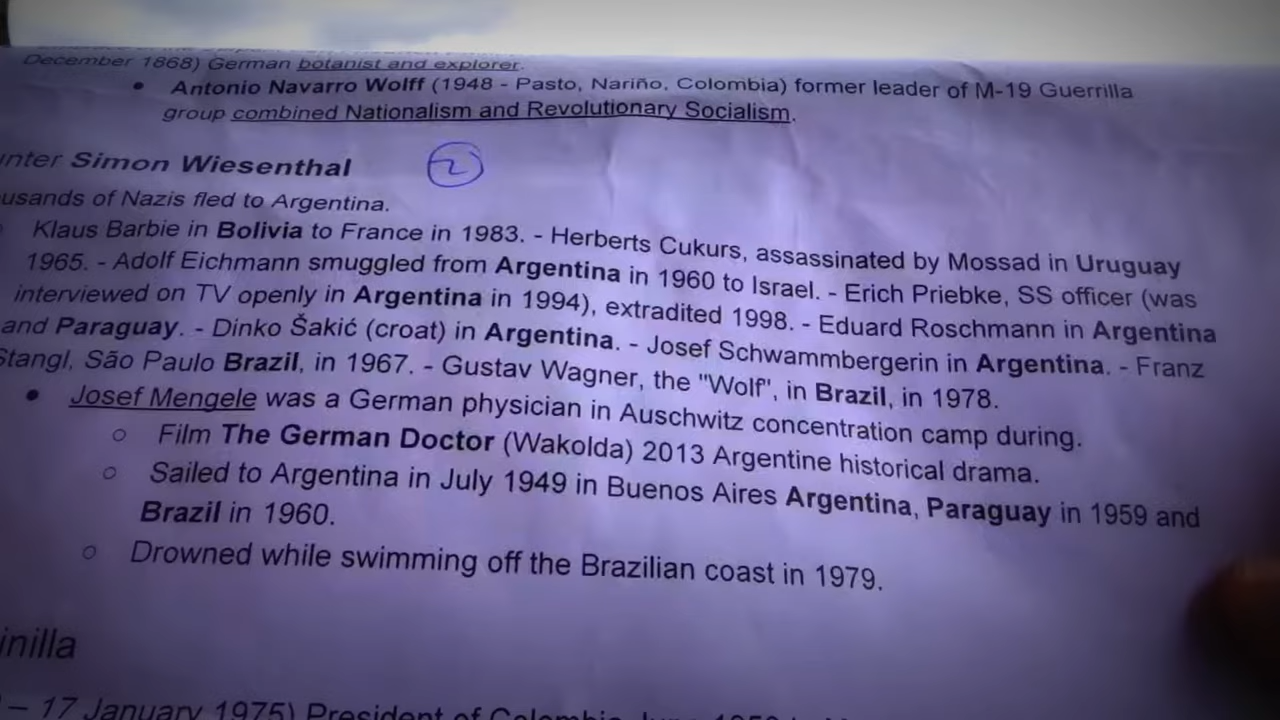 December 1868) German botanist and explorer.
• Antonio Navarro Wolff (1948 - Pasto, Nariño, Colombia) former leader of M-19 Guerrilla
group combined Nationalism and Revolutionary Socialism.
unter Simon Wiesenthal
2
usands of Nazis fled to Argentina.
Klaus Barbie in Bolivia to France in 1983. - Herberts Cukurs, assassinated by Mossad in Uruguay
1965. - Adolf Eichmann smuggled from Argentina in 1960 to Israel. - Erich Priebke, SS officer (was
interviewed on TV openly in Argentina in 1994), extradited 1998. - Eduard Roschmann in Argentina
and Paraguay. - Dinko Šakić (croat) in Argentina. - Josef Schwammbergerin in Argentina. - Franz
Stangl, São Paulo Brazil, in 1967. - Gustav Wagner, the "Wolf", in Brazil, in 1978.
• Josef Mengele was a German physician in Auschwitz concentration camp during.
○ Film The German Doctor (Wakolda) 2013 Argentine historical drama.
○ Sailed to Argentina in July 1949 in Buenos Aires Argentina, Paraguay in 1959 and
Brazil in 1960.
○ Drowned while swimming off the Brazilian coast in 1979.
inilla
– 17 January 1975) President of Colombia June